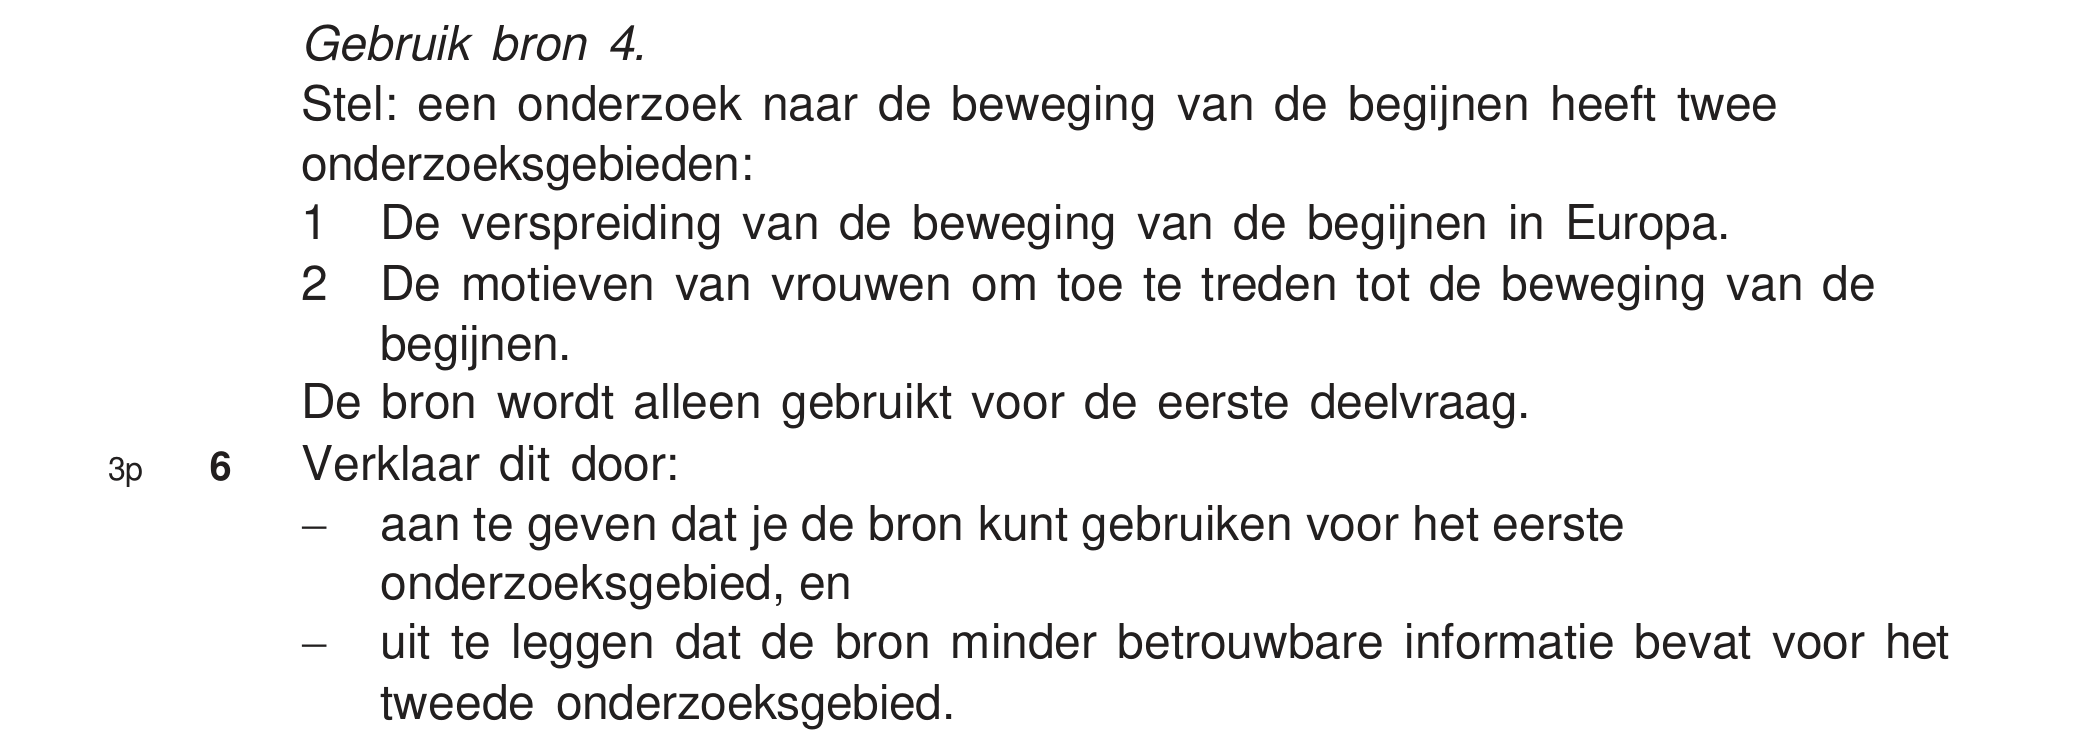 Gebruik bron 4.
Stel: een onderzoek naar de beweging van de begijnen heeft twee
onderzoeksgebieden:
1 De verspreiding van de beweging van de begijnen in Europa.
2 De motieven van vrouwen om toe te treden tot de beweging van de
begijnen.
De bron wordt alleen gebruikt voor de eerste deelvraag.
3p 6 Verklaar dit door:
– aan te geven dat je de bron kunt gebruiken voor het eerste
onderzoeksgebied, en
– uit te leggen dat de bron minder betrouwbare informatie bevat voor het
tweede onderzoeksgebied.